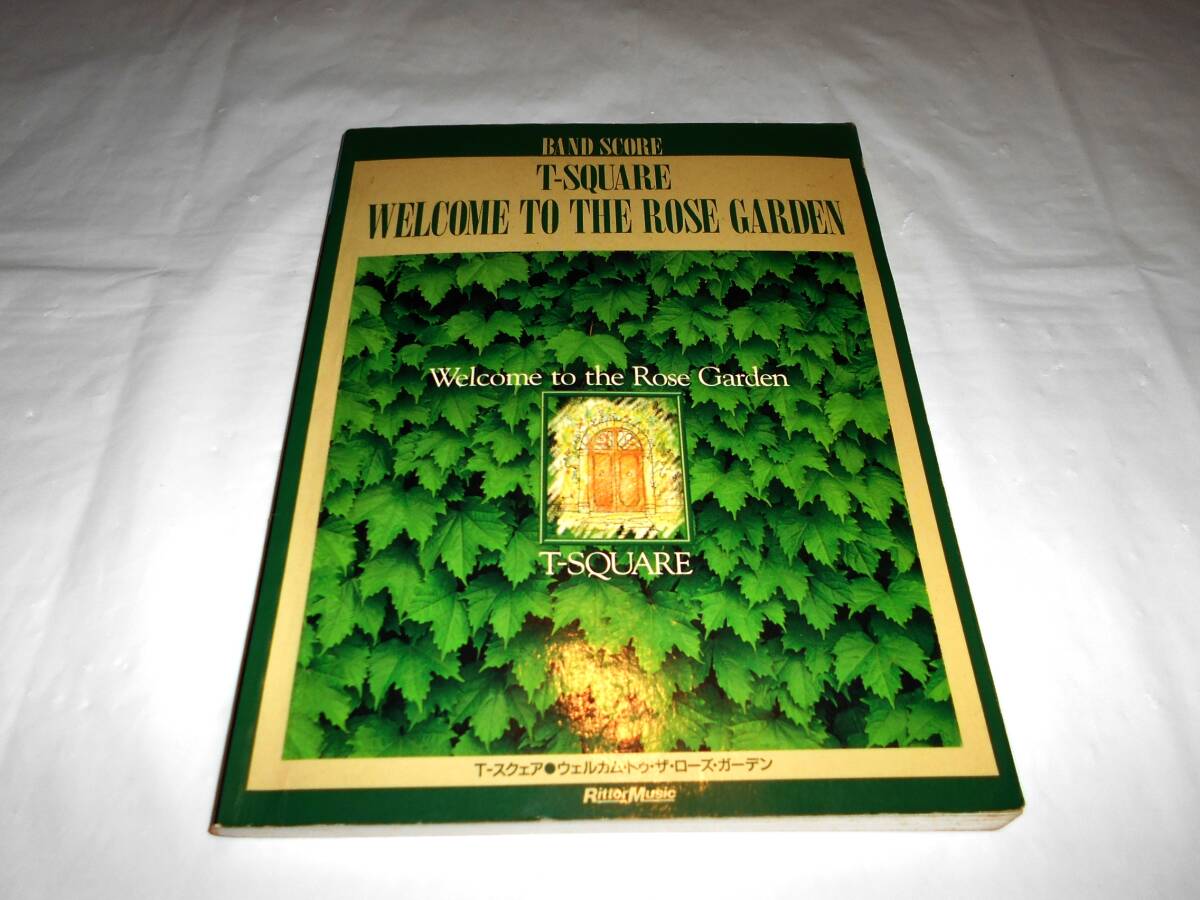 BAND SCORE
T-SQUARE
WELCOME TO THE ROSE GARDEN
Welcome to the Rose Garden
T-SQUARE
T-スクェア●ウェルカム・トゥ・ザ・ローズ・ガーデン
RittorMusic